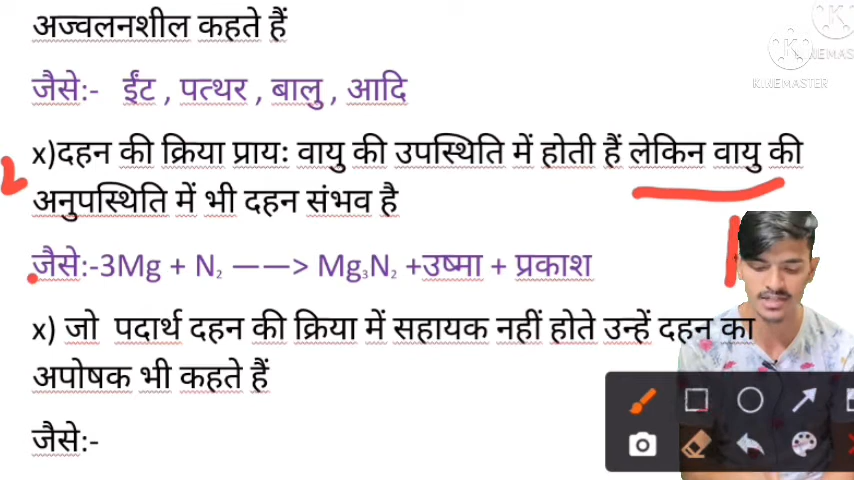 अज्वलनशील कहते हैं
जैसे:- ईंट , पत्थर , बालु , आदि
x)दहन की क्रिया प्रायः वायु की उपस्थिति में होती हैं लेकिन वायु की
अनुपस्थिति में भी दहन संभव है
जैसे:-3Mg + N₂ ——> Mg₃N₂ +उष्मा + प्रकाश
x) जो पदार्थ दहन की क्रिया में सहायक नहीं होते उन्हें दहन का
अपोषक भी कहते हैं
जैसे:-
KINEMASTER